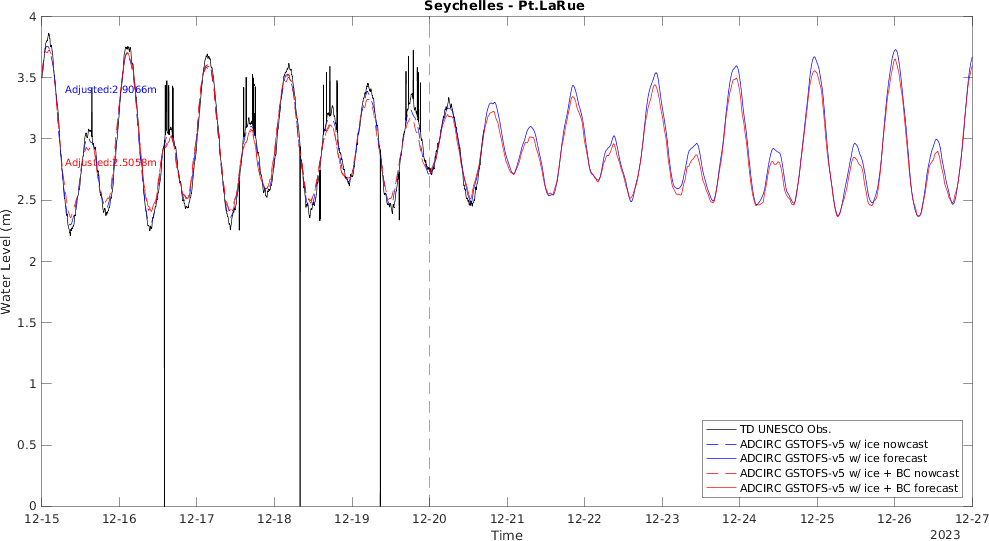 Seychelles - Pt.LaRue
4
3.5
3
2.5
2
1.5
1
0.5
0
Water Level (m)
Adjusted:2.9066m
Adjusted:2.5058m
TD UNESCO Obs.
ADCIRC GSTOFS-v5 w/ ice nowcast
ADCIRC GSTOFS-v5 w/ ice forecast
ADCIRC GSTOFS-v5 w/ ice + BC nowcast
ADCIRC GSTOFS-v5 w/ ice + BC forecast
12-15 12-16 12-17 12-18 12-19 12-20 12-21 12-22 12-23 12-24 12-25 12-26 12-27
Time
2023